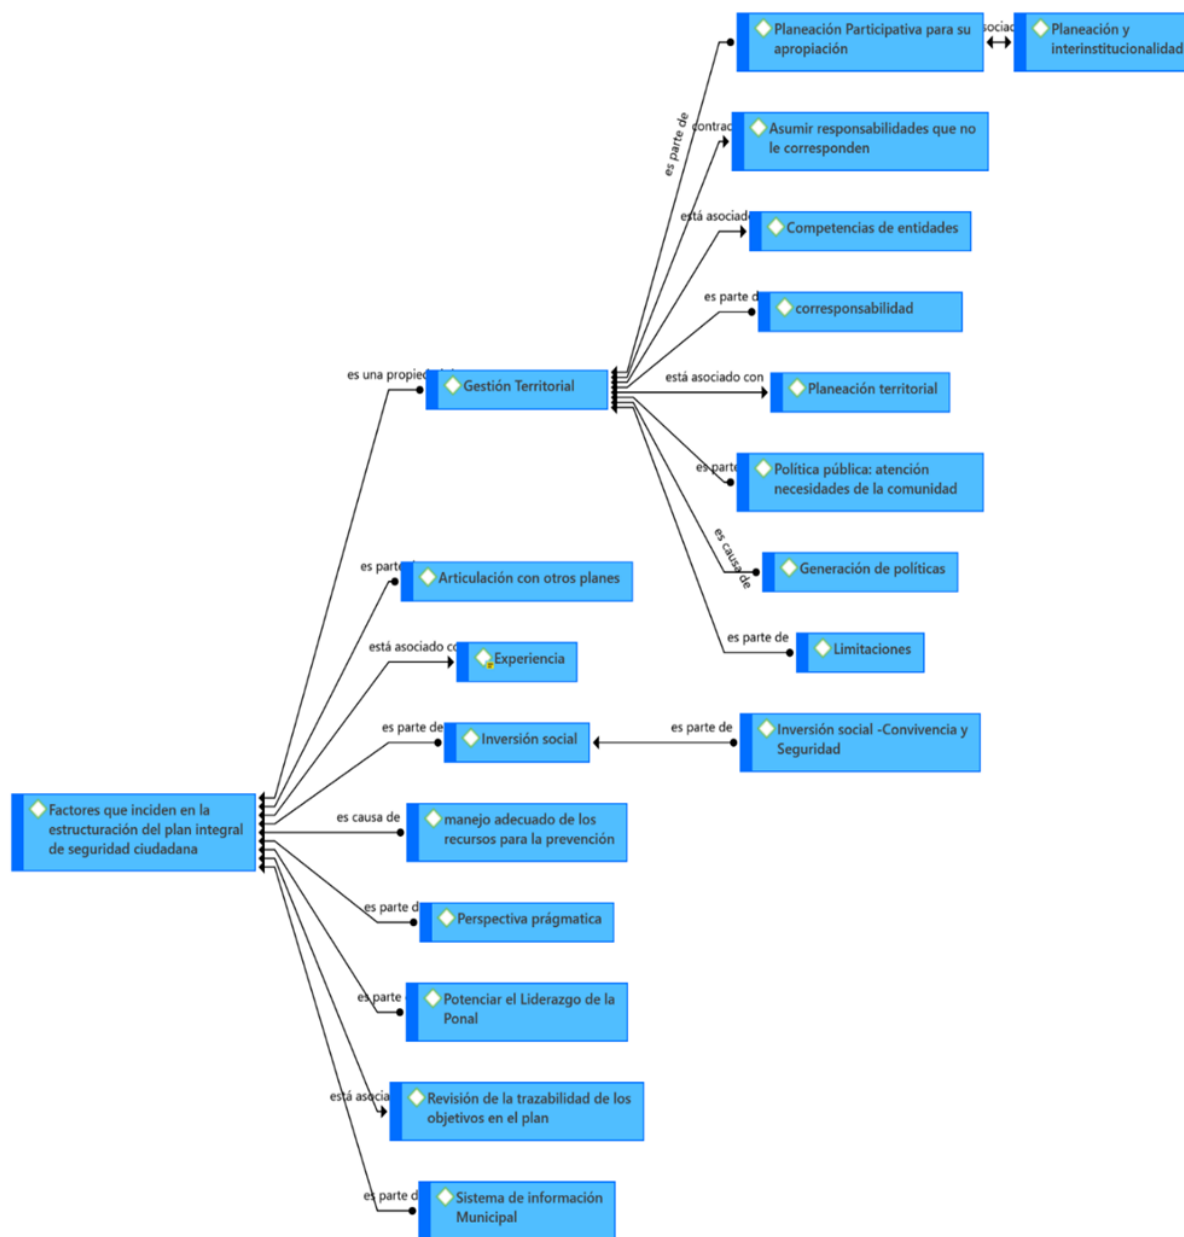 Planeación Participativa para su
apropiación
Planeación y
interinstitucionalidad
es parte de
Asumir responsabilidades que no
le corresponden
está asociado
Competencias de entidades
es parte d
corresponsabilidad
es una propied
Gestión Territorial
está asociado con
Planeación territorial
es parte
Política pública: atención
necesidades de la comunidad
es causa de
Generación de políticas
es parte de
Limitaciones
es parte
Articulación con otros planes
está asociado co
Experiencia
es parte de
Inversión social
es parte de
Inversión social -Convivencia y
Seguridad
Factores que inciden en la
estructuración del plan integral
de seguridad ciudadana
es causa de
manejo adecuado de los
recursos para la prevención
es parte d
Perspectiva prágmatica
es parte
Potenciar el Liderazgo de la
Ponal
está asocia
Revisión de la trazabilidad de los
objetivos en el plan
es parte d
Sistema de información
Municipal